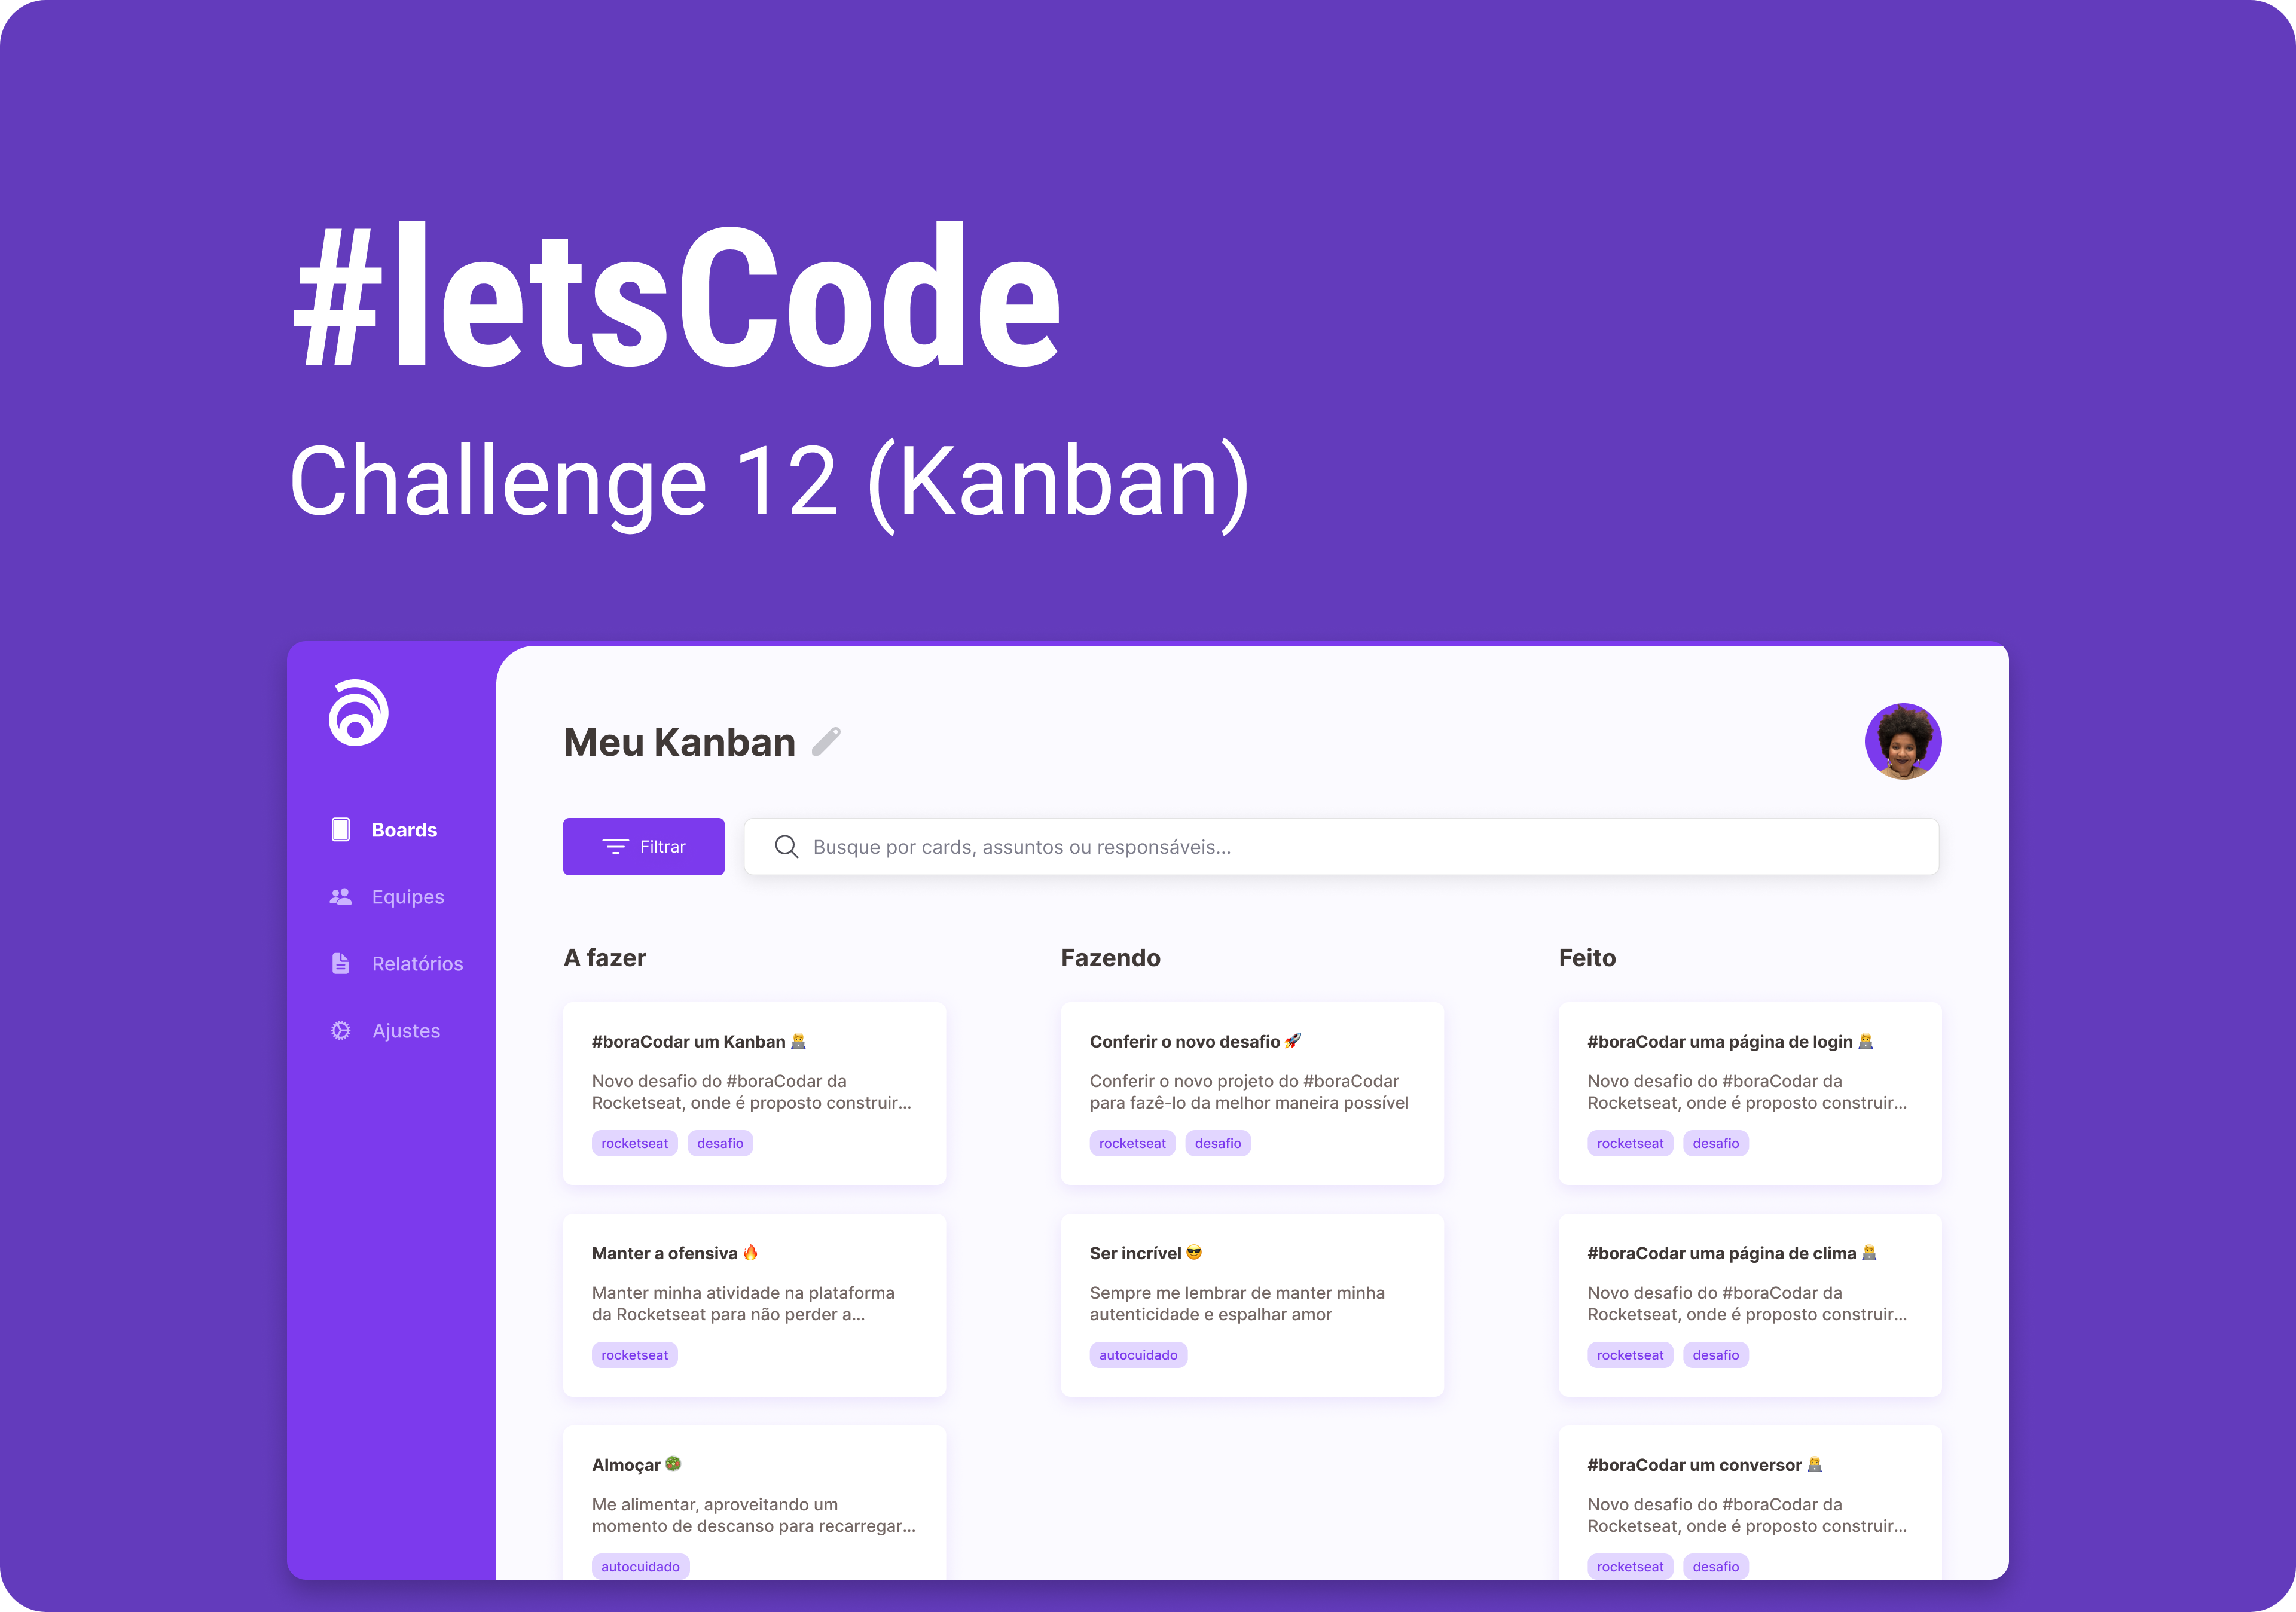 #letsCode
Challenge 12 (Kanban)
Boards
Equipes
Relatórios
Ajustes
Meu Kanban
Filtrar
Busque por cards, assuntos ou responsáveis...
A fazer
#boraCodar um Kanban 🧑‍💻
Novo desafio do #boraCodar da
Rocketseat, onde é proposto construir...
rocketseat desafio
Manter a ofensiva 🔥
Manter minha atividade na plataforma
da Rocketseat para não perder a...
rocketseat
Almoçar 🥗
Me alimentar, aproveitando um
momento de descanso para recarregar...
autocuidado
Fazendo
Conferir o novo desafio 🚀
Conferir o novo projeto do #boraCodar
para fazê-lo da melhor maneira possível
rocketseat desafio
Ser incrível 😎
Sempre me lembrar de manter minha
autenticidade e espalhar amor
autocuidado
Feito
#boraCodar uma página de login 🧑‍💻
Novo desafio do #boraCodar da
Rocketseat, onde é proposto construir...
rocketseat desafio
#boraCodar uma página de clima 🧑‍💻
Novo desafio do #boraCodar da
Rocketseat, onde é proposto construir...
rocketseat desafio
#boraCodar um conversor 🧑‍💻
Novo desafio do #boraCodar da
Rocketseat, onde é proposto construir...
rocketseat desafio